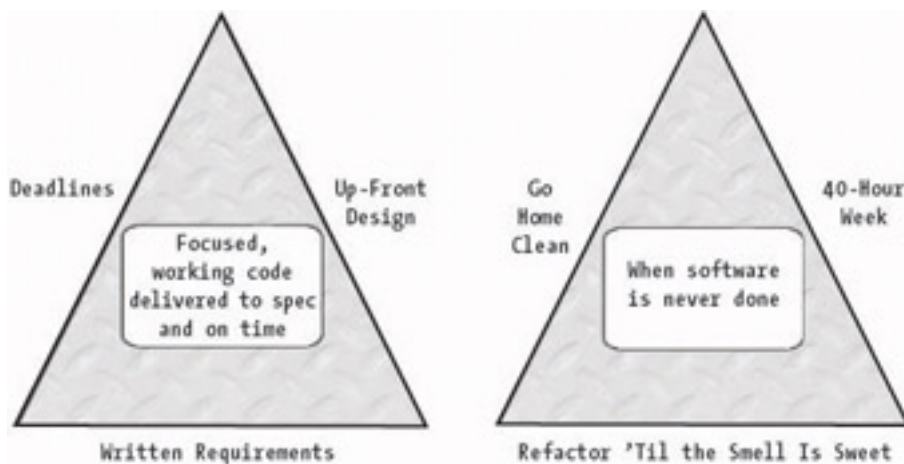 Deadlines
Up-Front
Design
Focused,
working code
delivered to spec
and on time
Written Requirements
Go
Home
Clean
40-Hour
Week
When software
is never done
Refactor 'Til the Smell Is Sweet